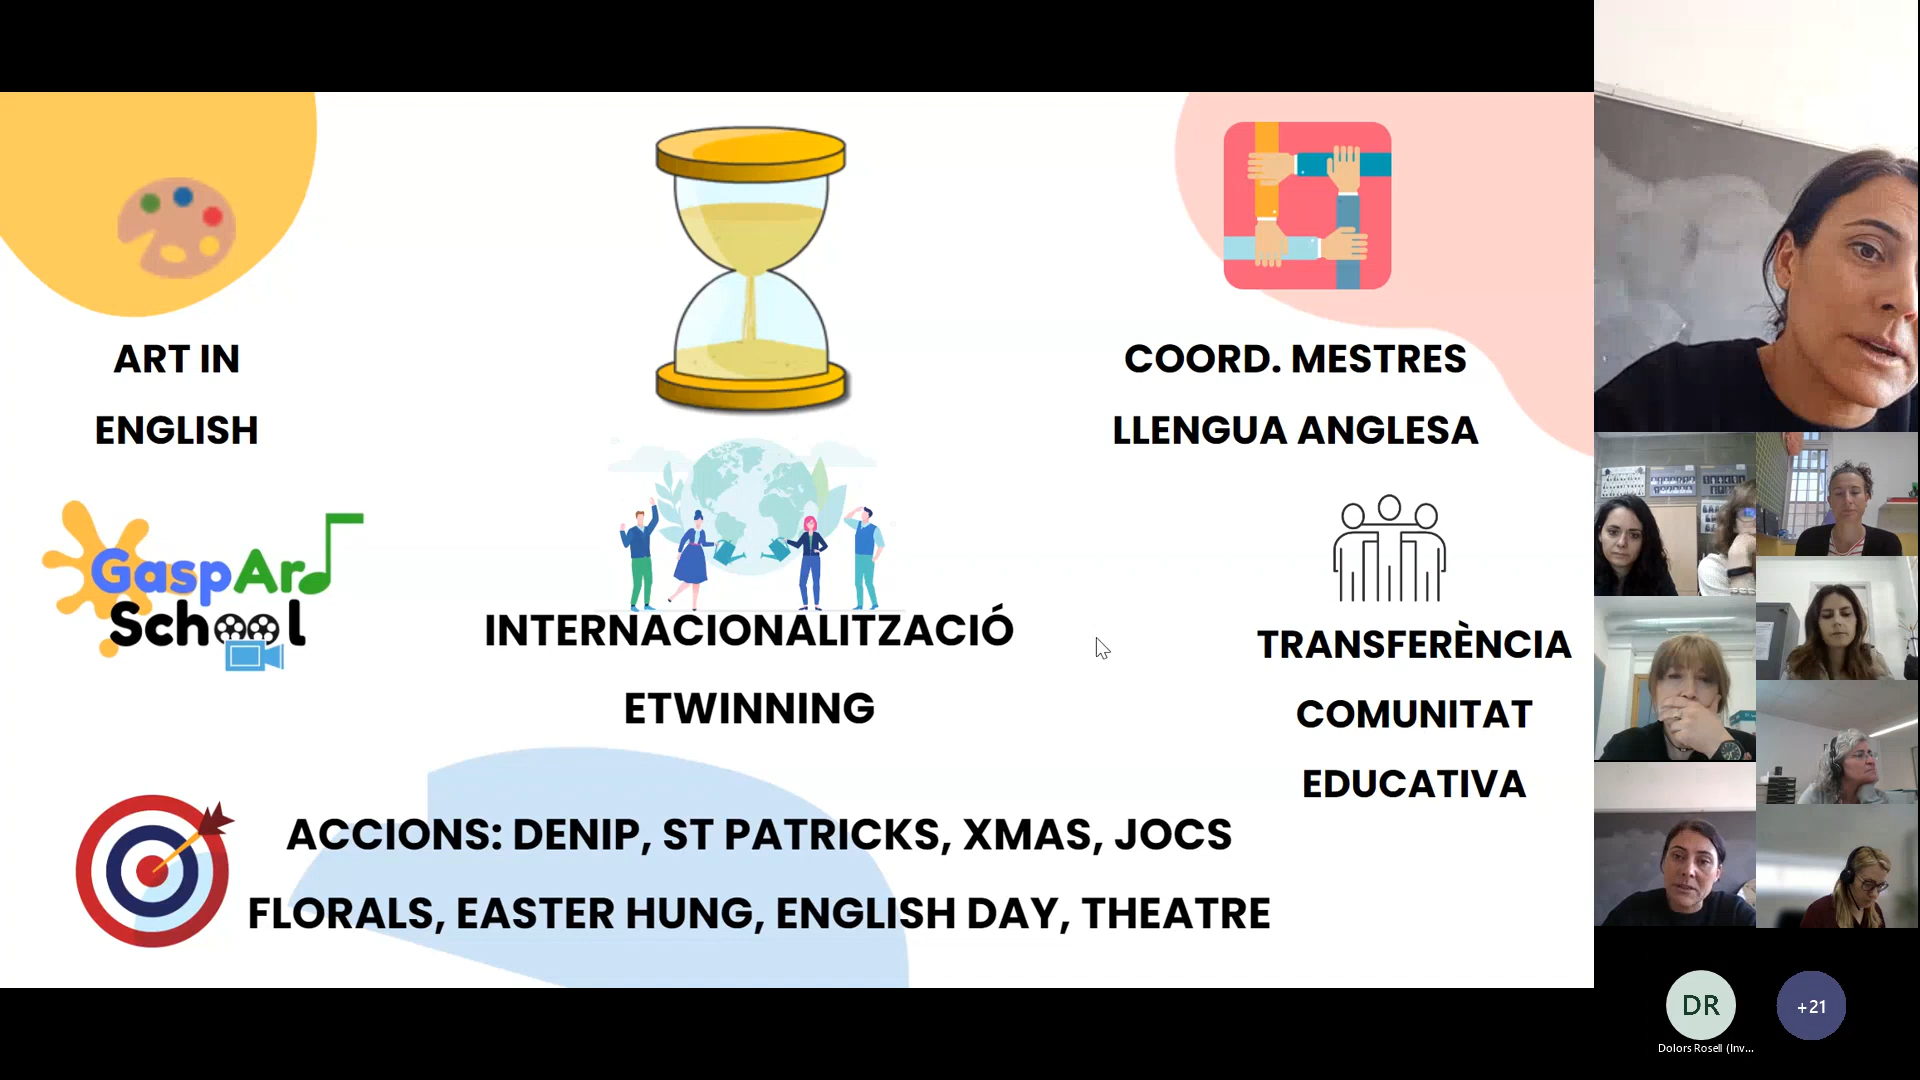 ART IN
ENGLISH
GaspArt
School
INTERNACIONALITZACIÓ
ETWINNING
COORD. MESTRES
LLENGUA ANGLESA
TRANSFERÈNCIA
COMUNITAT
EDUCATIVA
ACCIONS: DENIP, ST PATRICKS, XMAS, JOCS
FLORALS, EASTER HUNG, ENGLISH DAY, THEATRE
DR
+21
Dolors Rosell (Inv...